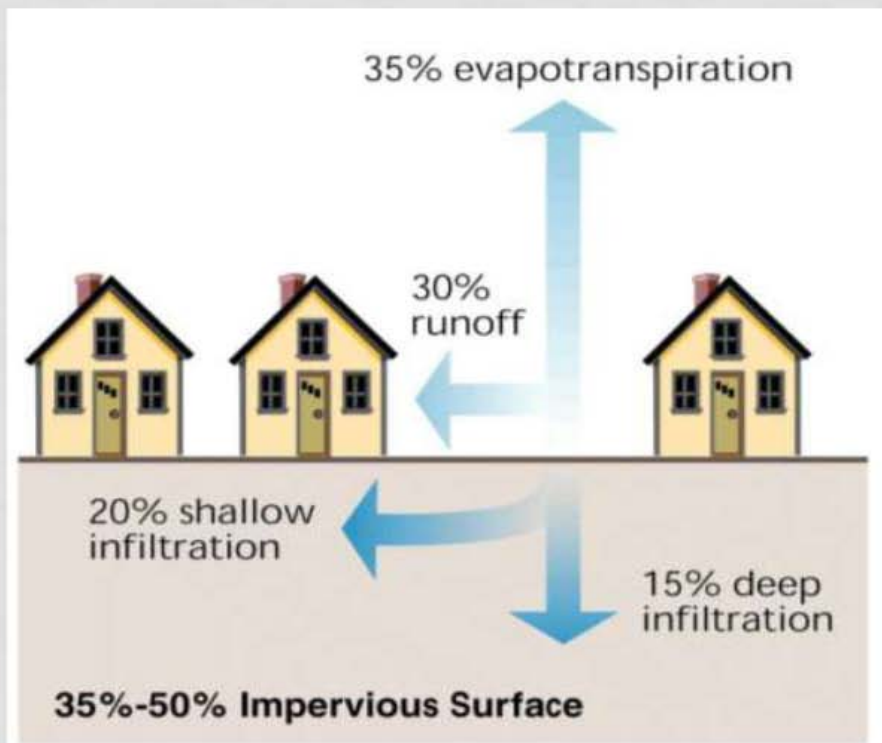 35% evapotranspiration
30%
runoff
20% shallow
infiltration
15% deep
infiltration
35%-50% Impervious Surface